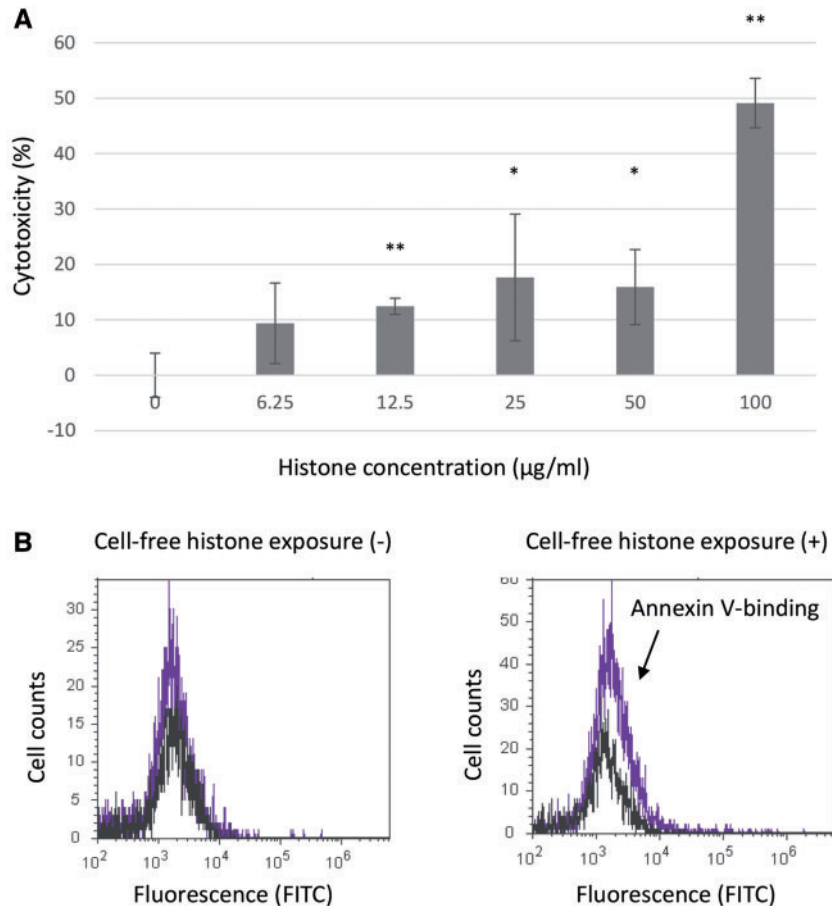 A
**
60
50
40
* *
30
**
20
10
0
0 6.25 12.5 25 50 100
-10
Cytotoxicity (%)
Histone concentration (μg/ml)
B
Cell-free histone exposure (-)
30
25
20
15
10
5
0
Cell counts
10² 10³ 10⁴ 10⁵ 10⁶
Fluorescence (FITC)
Cell-free histone exposure (+)
60
Annexin V-binding
50
40
30
20
10
0
Cell counts
10² 10³ 10⁴ 10⁵ 10⁶
Fluorescence (FITC)